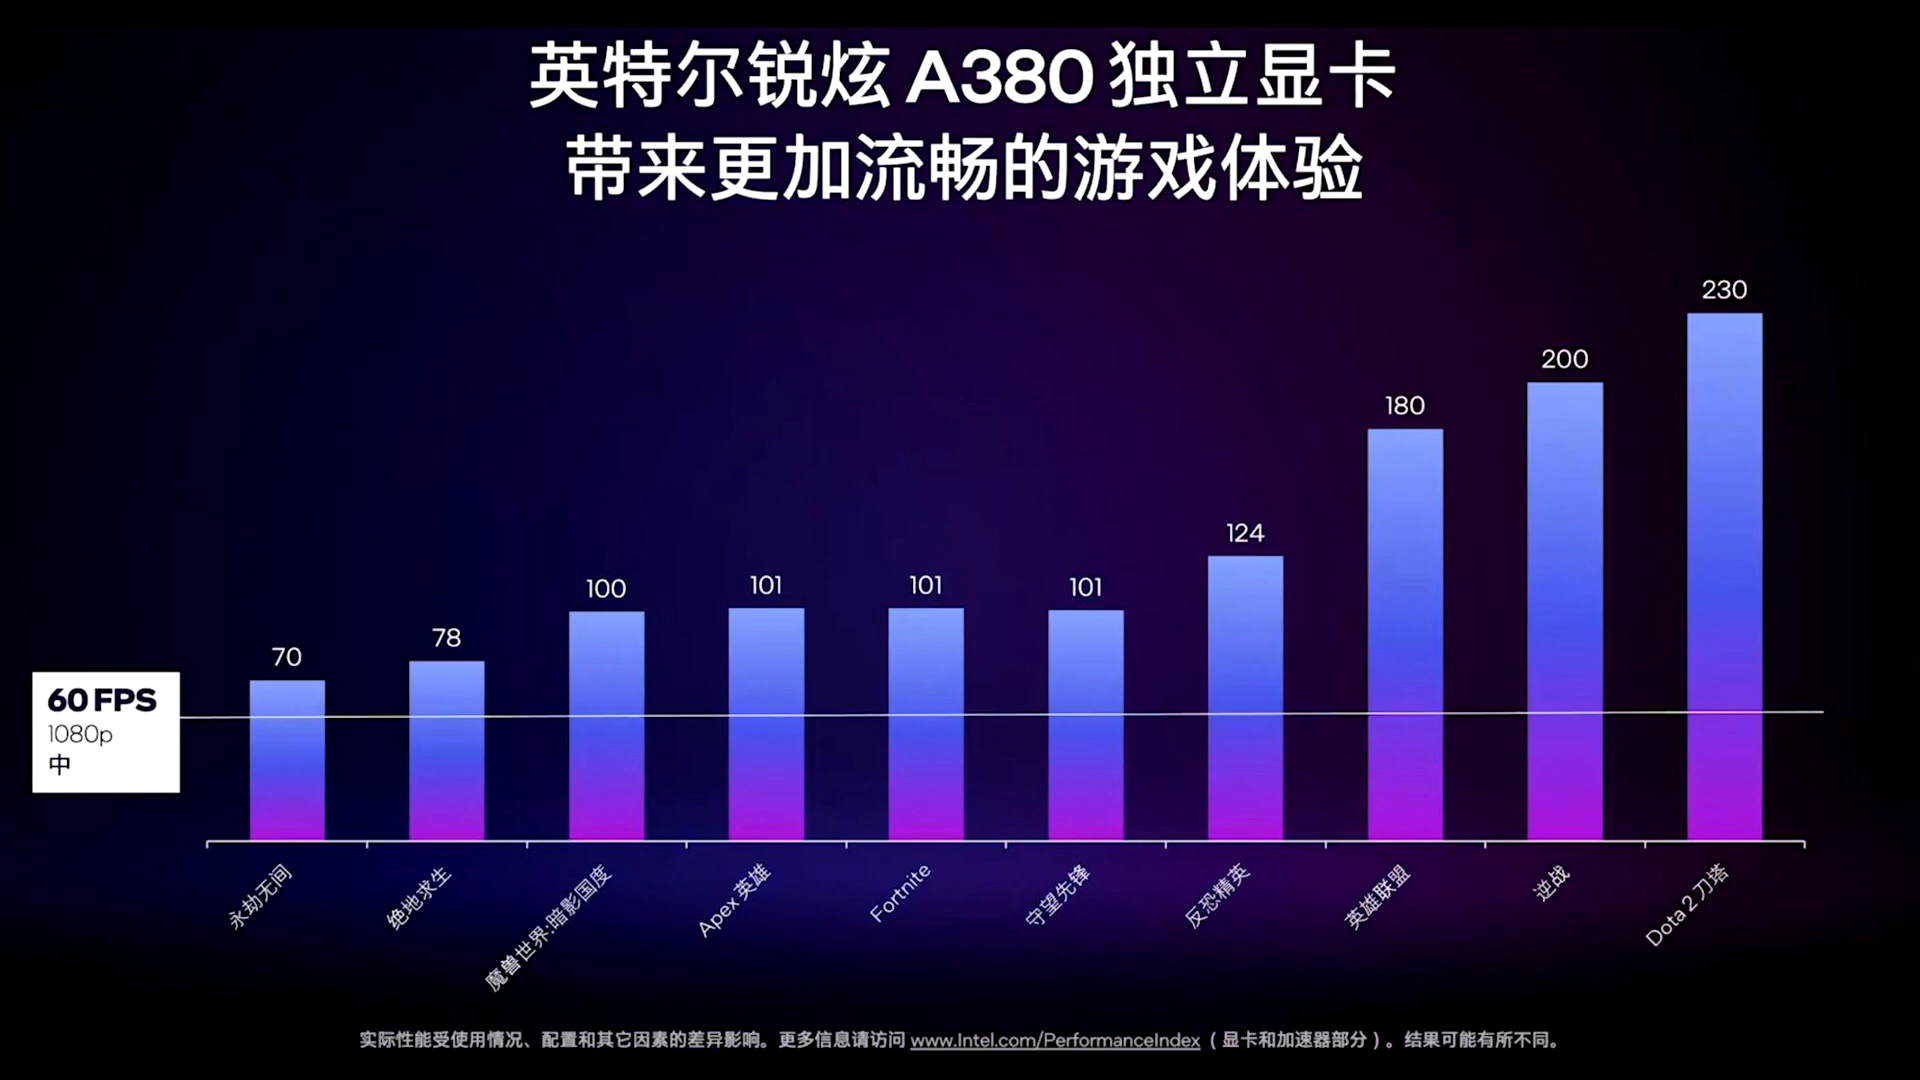 英特尔锐炫 A380 独立显卡
带来更加流畅的游戏体验
230
200
180
124
101
101
101
100
78
70
60 FPS
1080p
中
永劫无间
绝地求生
魔兽世界:暗影国度
Apex 英雄
Fortnite
守望先锋
反恐精英
英雄联盟
逆战
Dota 2 刀塔
实际性能受使用情况、配置和其它因素的差异影响。更多信息请访问 www.Intel.com/PerformanceIndex （显卡和加速器部分）。结果可能有所不同。